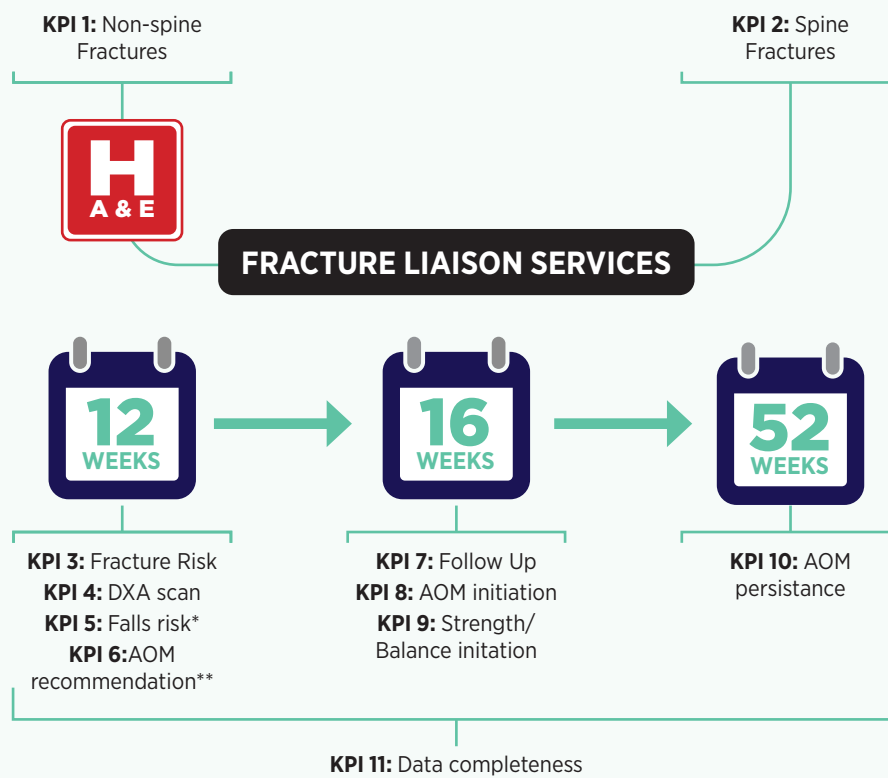 KPI 1: Non-spine
Fractures
KPI 2: Spine
Fractures
H
A & E
FRACTURE LIAISON SERVICES
12
WEEKS
16
WEEKS
52
WEEKS
KPI 3: Fracture Risk
KPI 4: DXA scan
KPI 5: Falls risk*
KPI 6:AOM
recommendation**
KPI 7: Follow Up
KPI 8: AOM initiation
KPI 9: Strength/
Balance initation
KPI 10: AOM
persistance
KPI 11: Data completeness